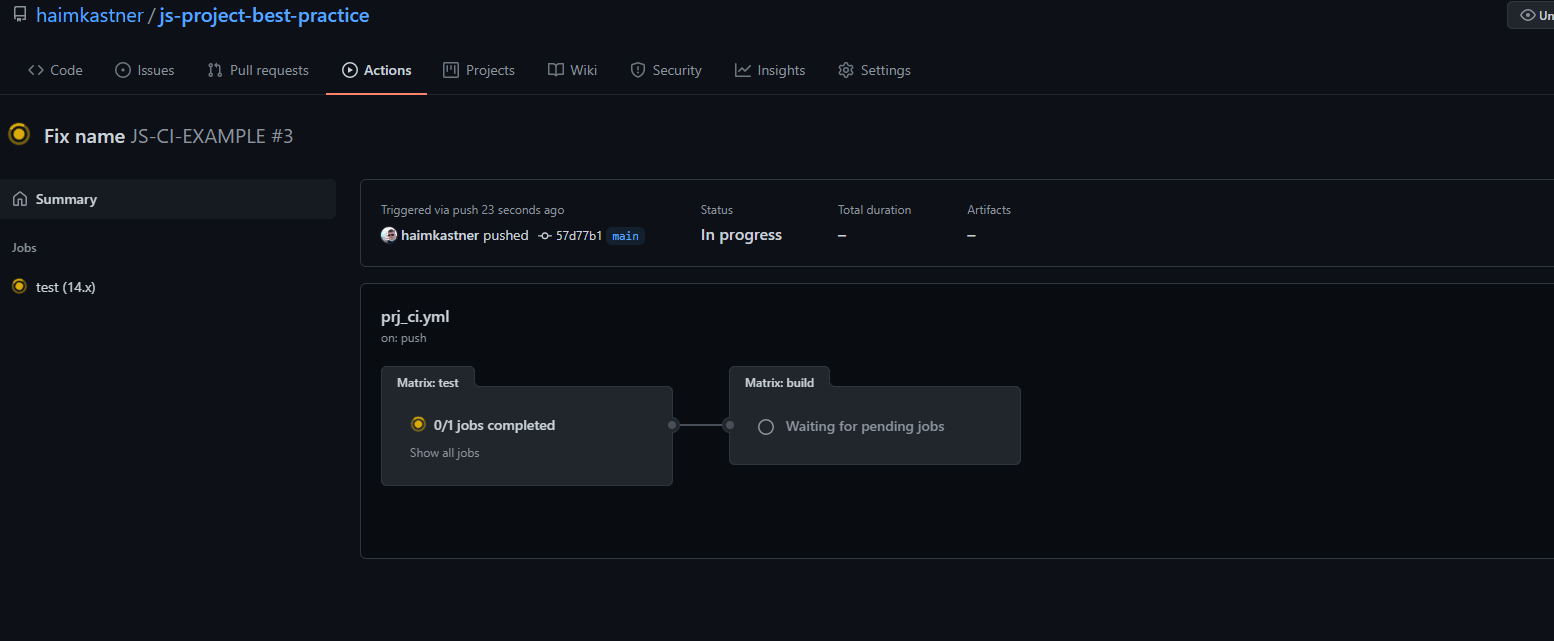 haimkastner / js-project-best-practice
Un
Code Issues Pull requests Actions Projects Wiki Security Insights Settings
Fix name JS-CI-EXAMPLE #3
Summary
Jobs
test (14.x)
Triggered via push 23 seconds ago Status Total duration Artifacts
haimkastner pushed 57d77b1 main In progress – –
prj_ci.yml
on: push
Matrix: test
0/1 jobs completed
Show all jobs
Matrix: build
Waiting for pending jobs